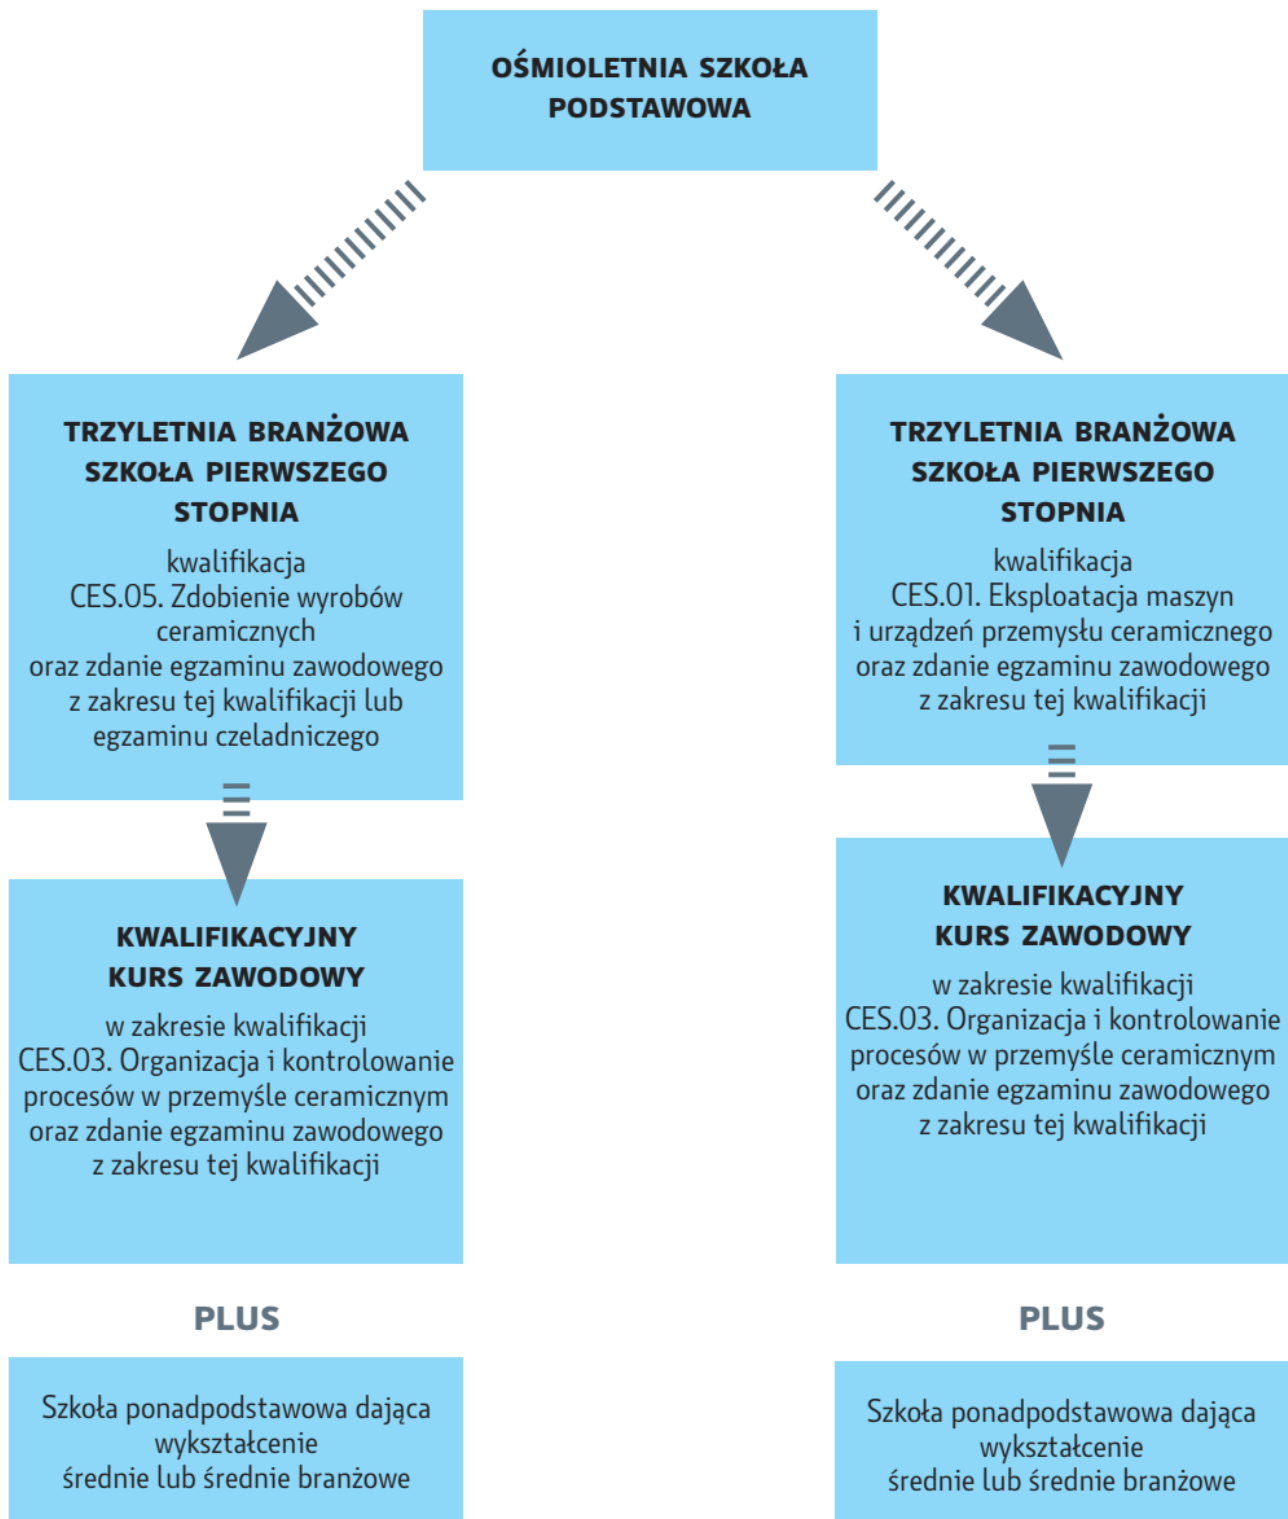 OŚMIOLETNIA SZKOŁA
PODSTAWOWA
TRZYLETNIA BRANŻOWA
SZKOŁA PIERWSZEGO
STOPNIA
kwalifikacja
CES.05. Zdobienie wyrobów
ceramicznych
oraz zdanie egzaminu zawodowego
z zakresu tej kwalifikacji lub
egzaminu czeladniczego
KWALIFIKACYJNY
KURS ZAWODOWY
w zakresie kwalifikacji
CES.03. Organizacja i kontrolowanie
procesów w przemyśle ceramicznym
oraz zdanie egzaminu zawodowego
z zakresu tej kwalifikacji
PLUS
Szkoła ponadpodstawowa dająca
wykształcenie
średnie lub średnie branżowe
TRZYLETNIA BRANŻOWA
SZKOŁA PIERWSZEGO
STOPNIA
kwalifikacja
CES.01. Eksploatacja maszyn
i urządzeń przemysłu ceramicznego
oraz zdanie egzaminu zawodowego
z zakresu tej kwalifikacji
KWALIFIKACYJNY
KURS ZAWODOWY
w zakresie kwalifikacji
CES.03. Organizacja i kontrolowanie
procesów w przemyśle ceramicznym
oraz zdanie egzaminu zawodowego
z zakresu tej kwalifikacji
PLUS
Szkoła ponadpodstawowa dająca
wykształcenie
średnie lub średnie branżowe